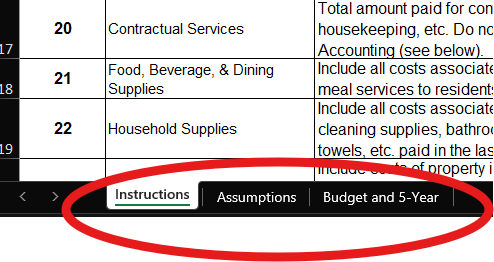 Total amount paid for con
20 Contractual Services housekeeping, etc. Do no
17 Accounting (see below).
21 Food, Beverage, & Dining Include all costs associate
18 Supplies meal services to residents
Include all costs associate
22 Household Supplies cleaning supplies, bathroo
19 towels, etc. paid in the las
Include costs of property i
Instructions Assumptions Budget and 5-Year